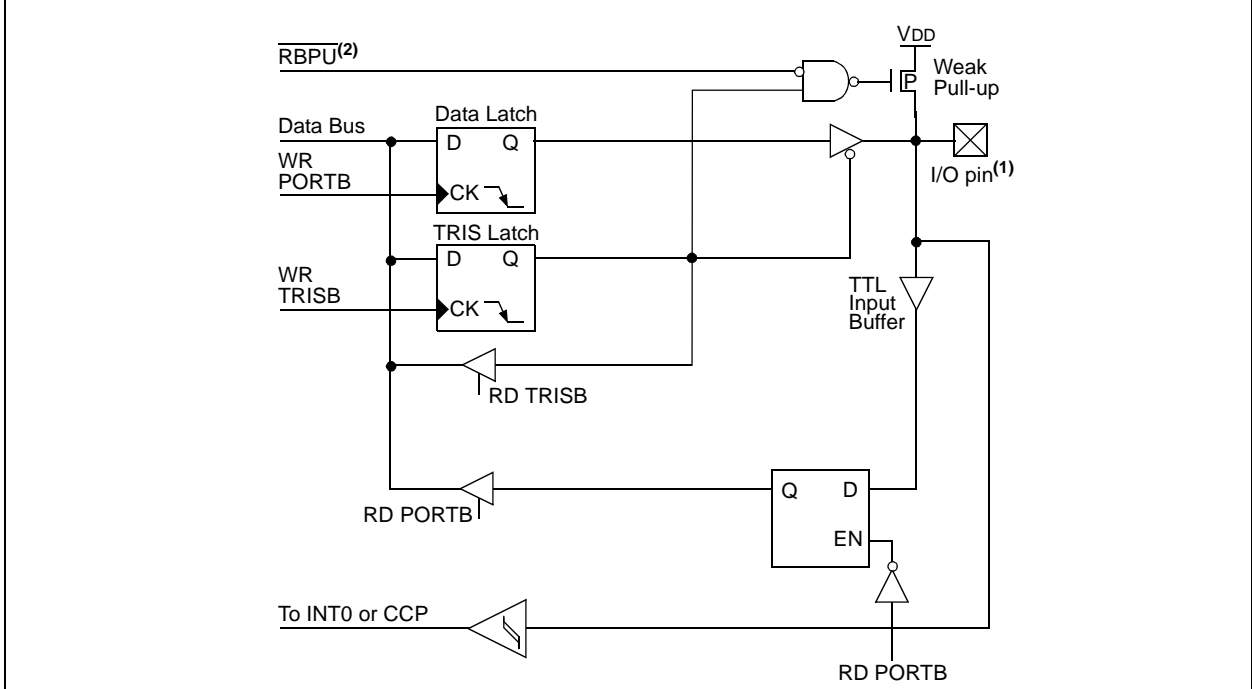 VDD
RBPU(2)
P
Weak
Pull-up
Data Latch
Data Bus
D Q
WR
PORTB
CK
I/O pin(1)
TRIS Latch
D Q
WR
TRISB
CK
TTL
Input
Buffer
RD TRISB
Q D
RD PORTB
EN
To INT0 or CCP
RD PORTB